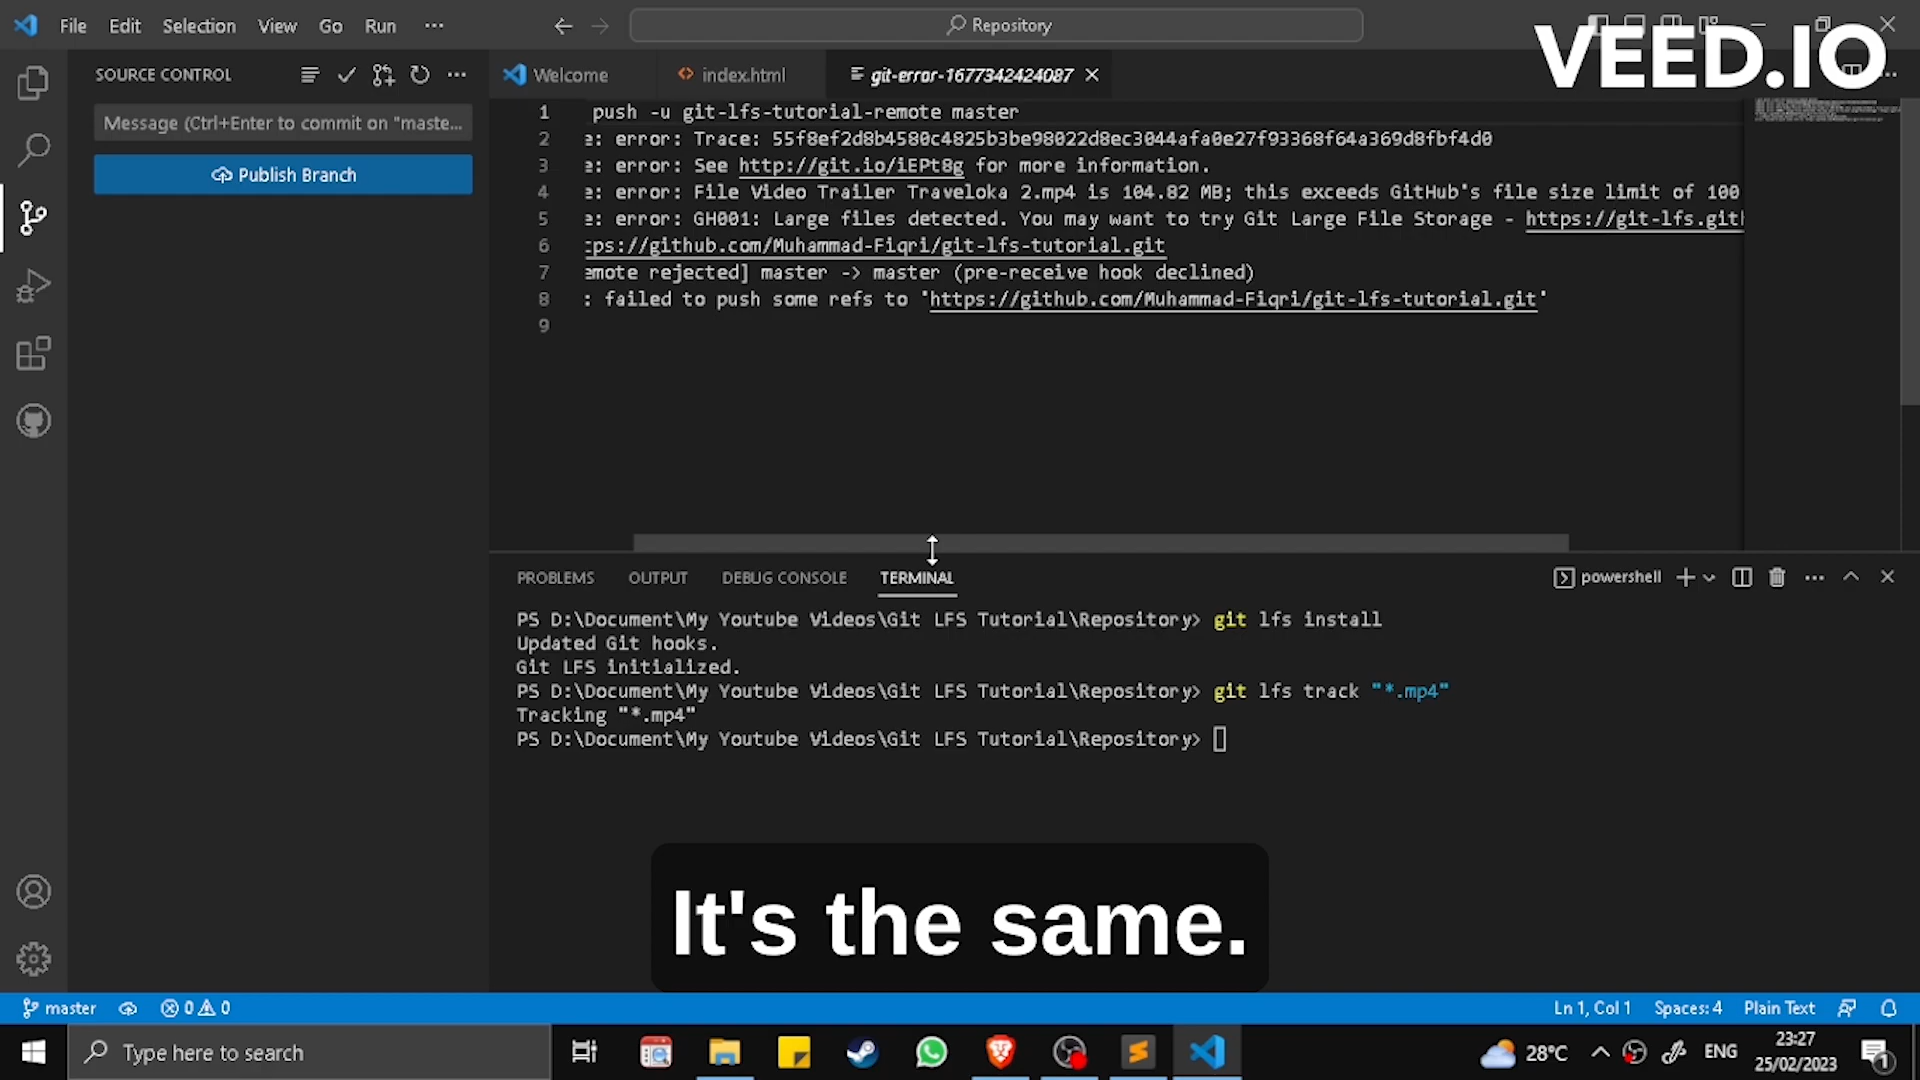 File Edit Selection View Go Run ···
Repository
VEED.IO
SOURCE CONTROL
Message (Ctrl+Enter to commit on "maste...
Publish Branch
Welcome
index.html
git-error-1677342424087
1 push -u git-lfs-tutorial-remote master
2 e: error: Trace: 55f8ef2d8b4580c4825b3be98022d8ec3044afa0e27f93368f64a369d8fbf4d0
3 e: error: See http://git.io/iEPt8g for more information.
4 e: error: File Video Trailer Traveloka 2.mp4 is 104.82 MB; this exceeds GitHub's file size limit of 100
5 e: error: GH001: Large files detected. You may want to try Git Large File Storage - https://git-lfs.gith
6 tps://github.com/Muhammad-Fiqri/git-lfs-tutorial.git
7 emote rejected] master -> master (pre-receive hook declined)
8 : failed to push some refs to 'https://github.com/Muhammad-Fiqri/git-lfs-tutorial.git'
9
PROBLEMS OUTPUT DEBUG CONSOLE TERMINAL
powershell
PS D:\Document\My Youtube Videos\Git LFS Tutorial\Repository> git lfs install
Updated Git hooks.
Git LFS initialized.
PS D:\Document\My Youtube Videos\Git LFS Tutorial\Repository> git lfs track "*.mp4"
Tracking "*.mp4"
PS D:\Document\My Youtube Videos\Git LFS Tutorial\Repository>
It's the same.
master
0 0
Ln 1, Col 1 Spaces: 4 Plain Text
Type here to search
28°C
ENG
23:27
25/02/2023
1